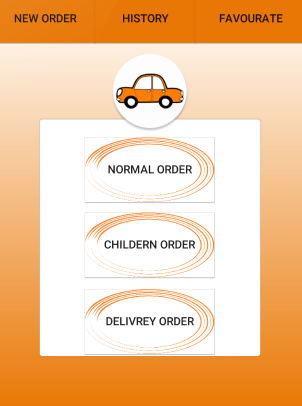 NEW ORDER HISTORY FAVOURATE
NORMAL ORDER
CHILDERN ORDER
DELIVREY ORDER